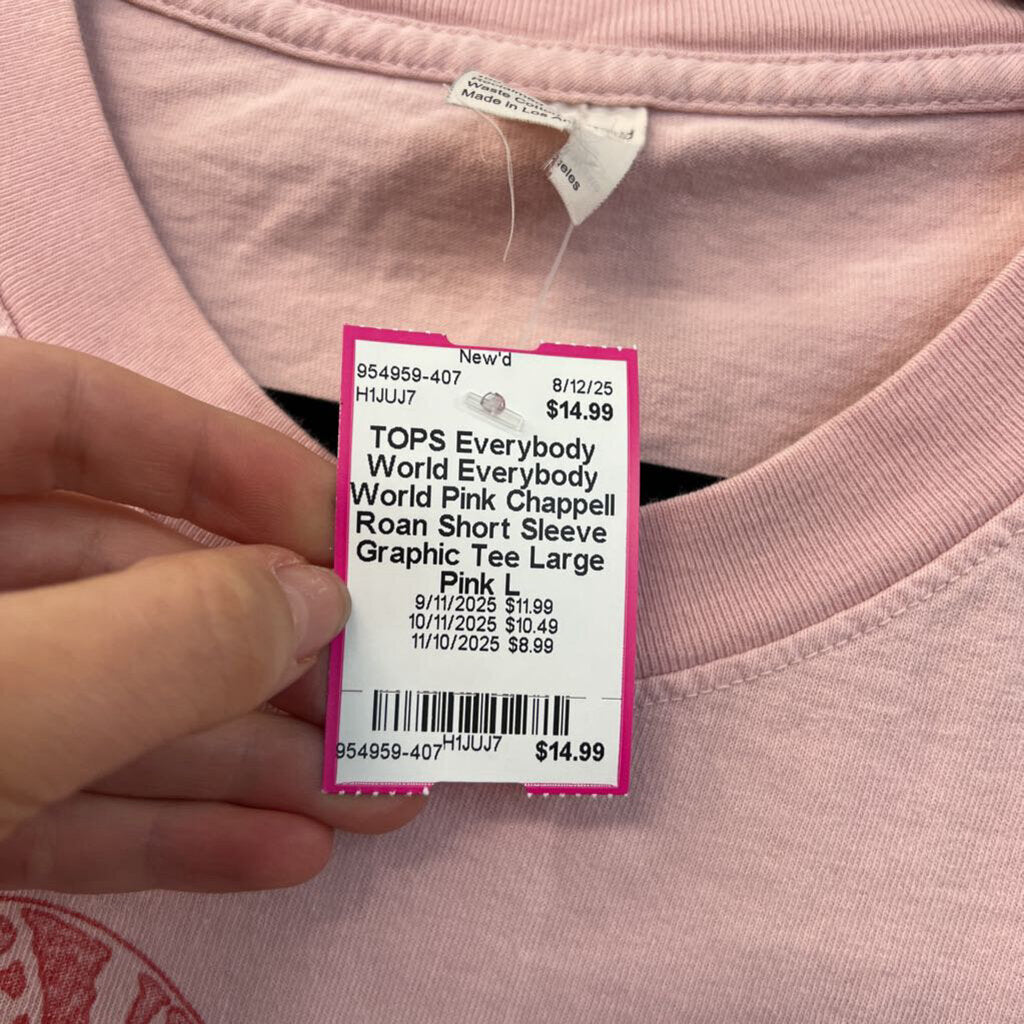 Waste
Made in Los
eles
New'd
954959-407
8/12/25
H1JUJ7
$14.99
TOPS Everybody
World Everybody
World Pink Chappell
Roan Short Sleeve
Graphic Tee Large
Pink L
9/11/2025 $11.99
10/11/2025 $10.49
11/10/2025 $8.99
954959-407 H1JUJ7 $14.99